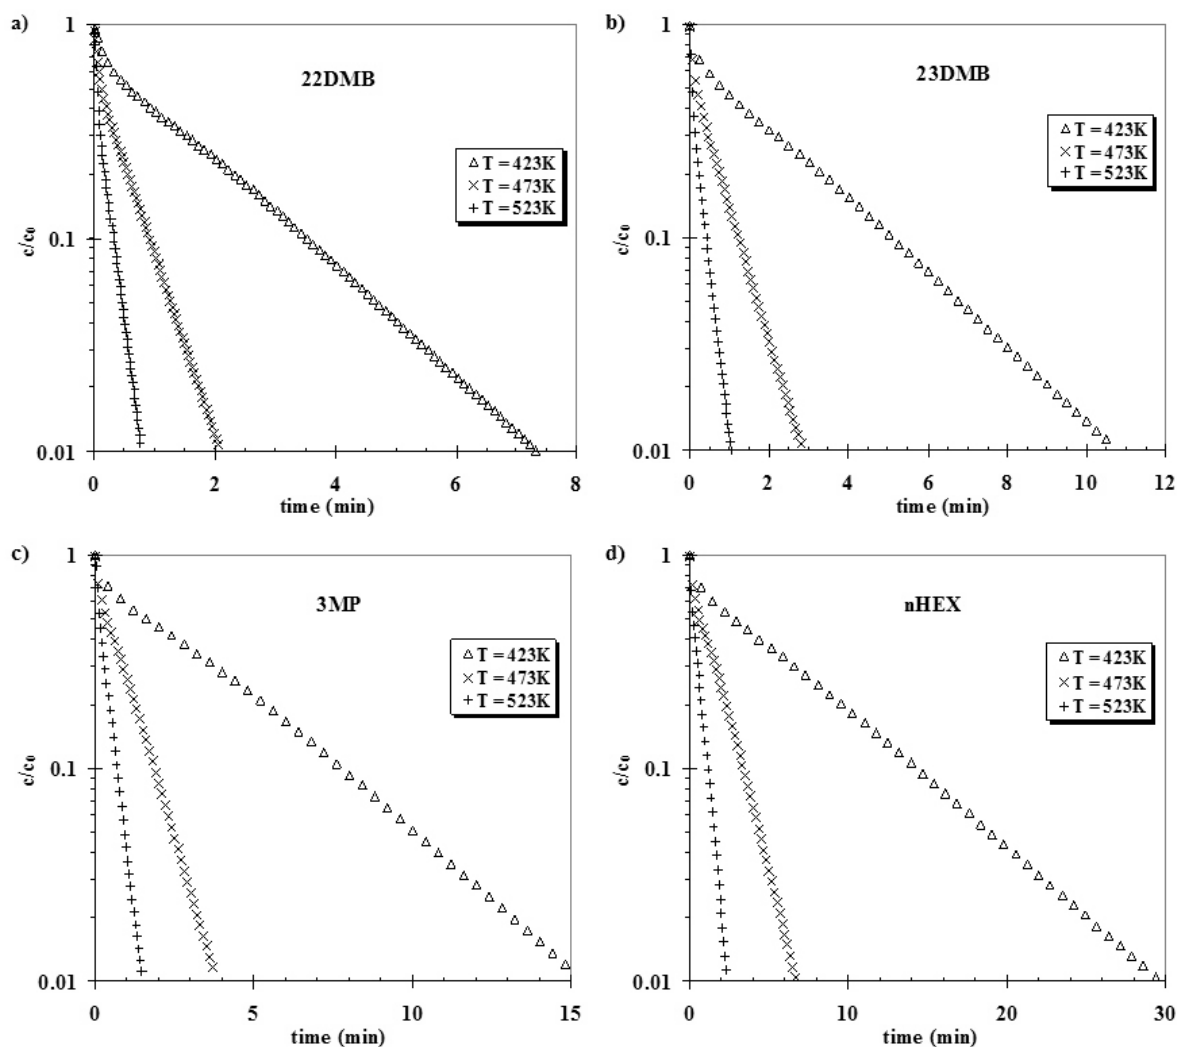 a)
22DMB
T = 423K
T = 473K
T = 523K
c/c0
1
0.1
0.01
0 2 4 6 8
time (min)
b)
23DMB
T = 423K
T = 473K
T = 523K
c/c0
1
0.1
0.01
0 2 4 6 8 10 12
time (min)
c)
3MP
T = 423K
T = 473K
T = 523K
c/c0
1
0.1
0.01
0 5 10 15
time (min)
d)
nHEX
T = 423K
T = 473K
T = 523K
c/c0
1
0.1
0.01
0 10 20 30
time (min)